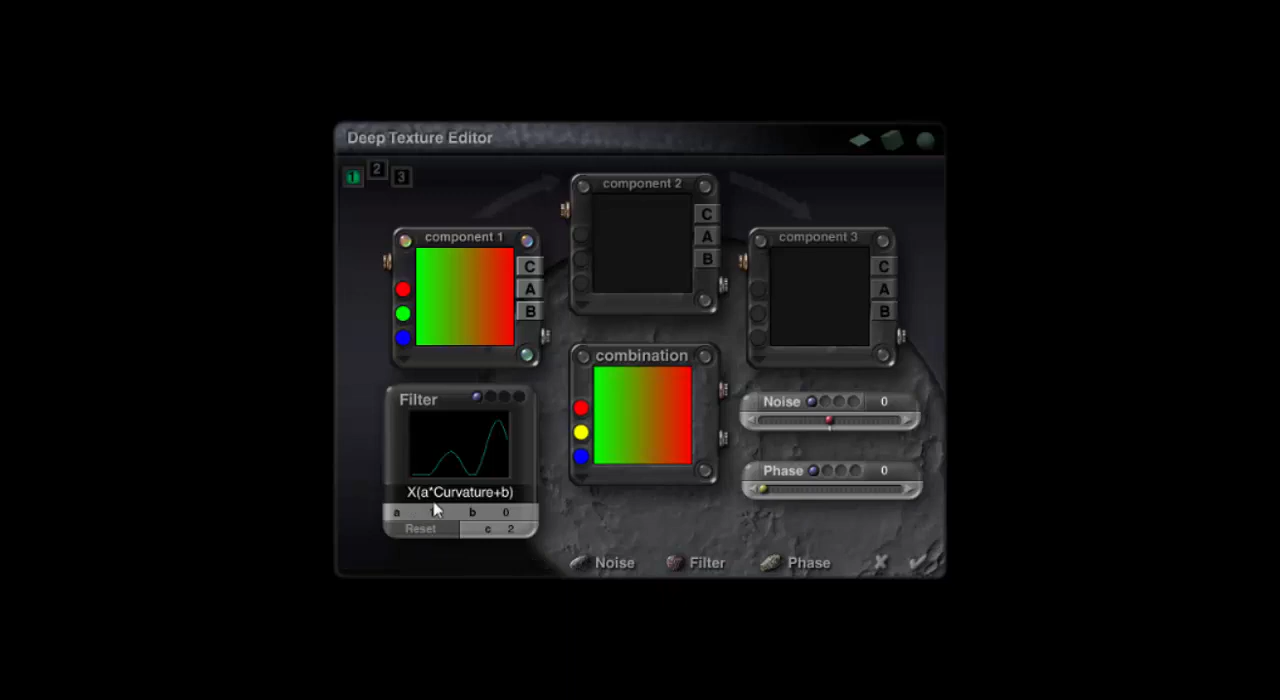 Deep Texture Editor
1 2 3
component 2
C
A
B
component 1
C
A
B
component 3
C
A
B
combination
Filter
X(a*Curvature+b)
a 1 b 0
Reset c 2
Noise 0
Phase 0
Noise Filter Phase